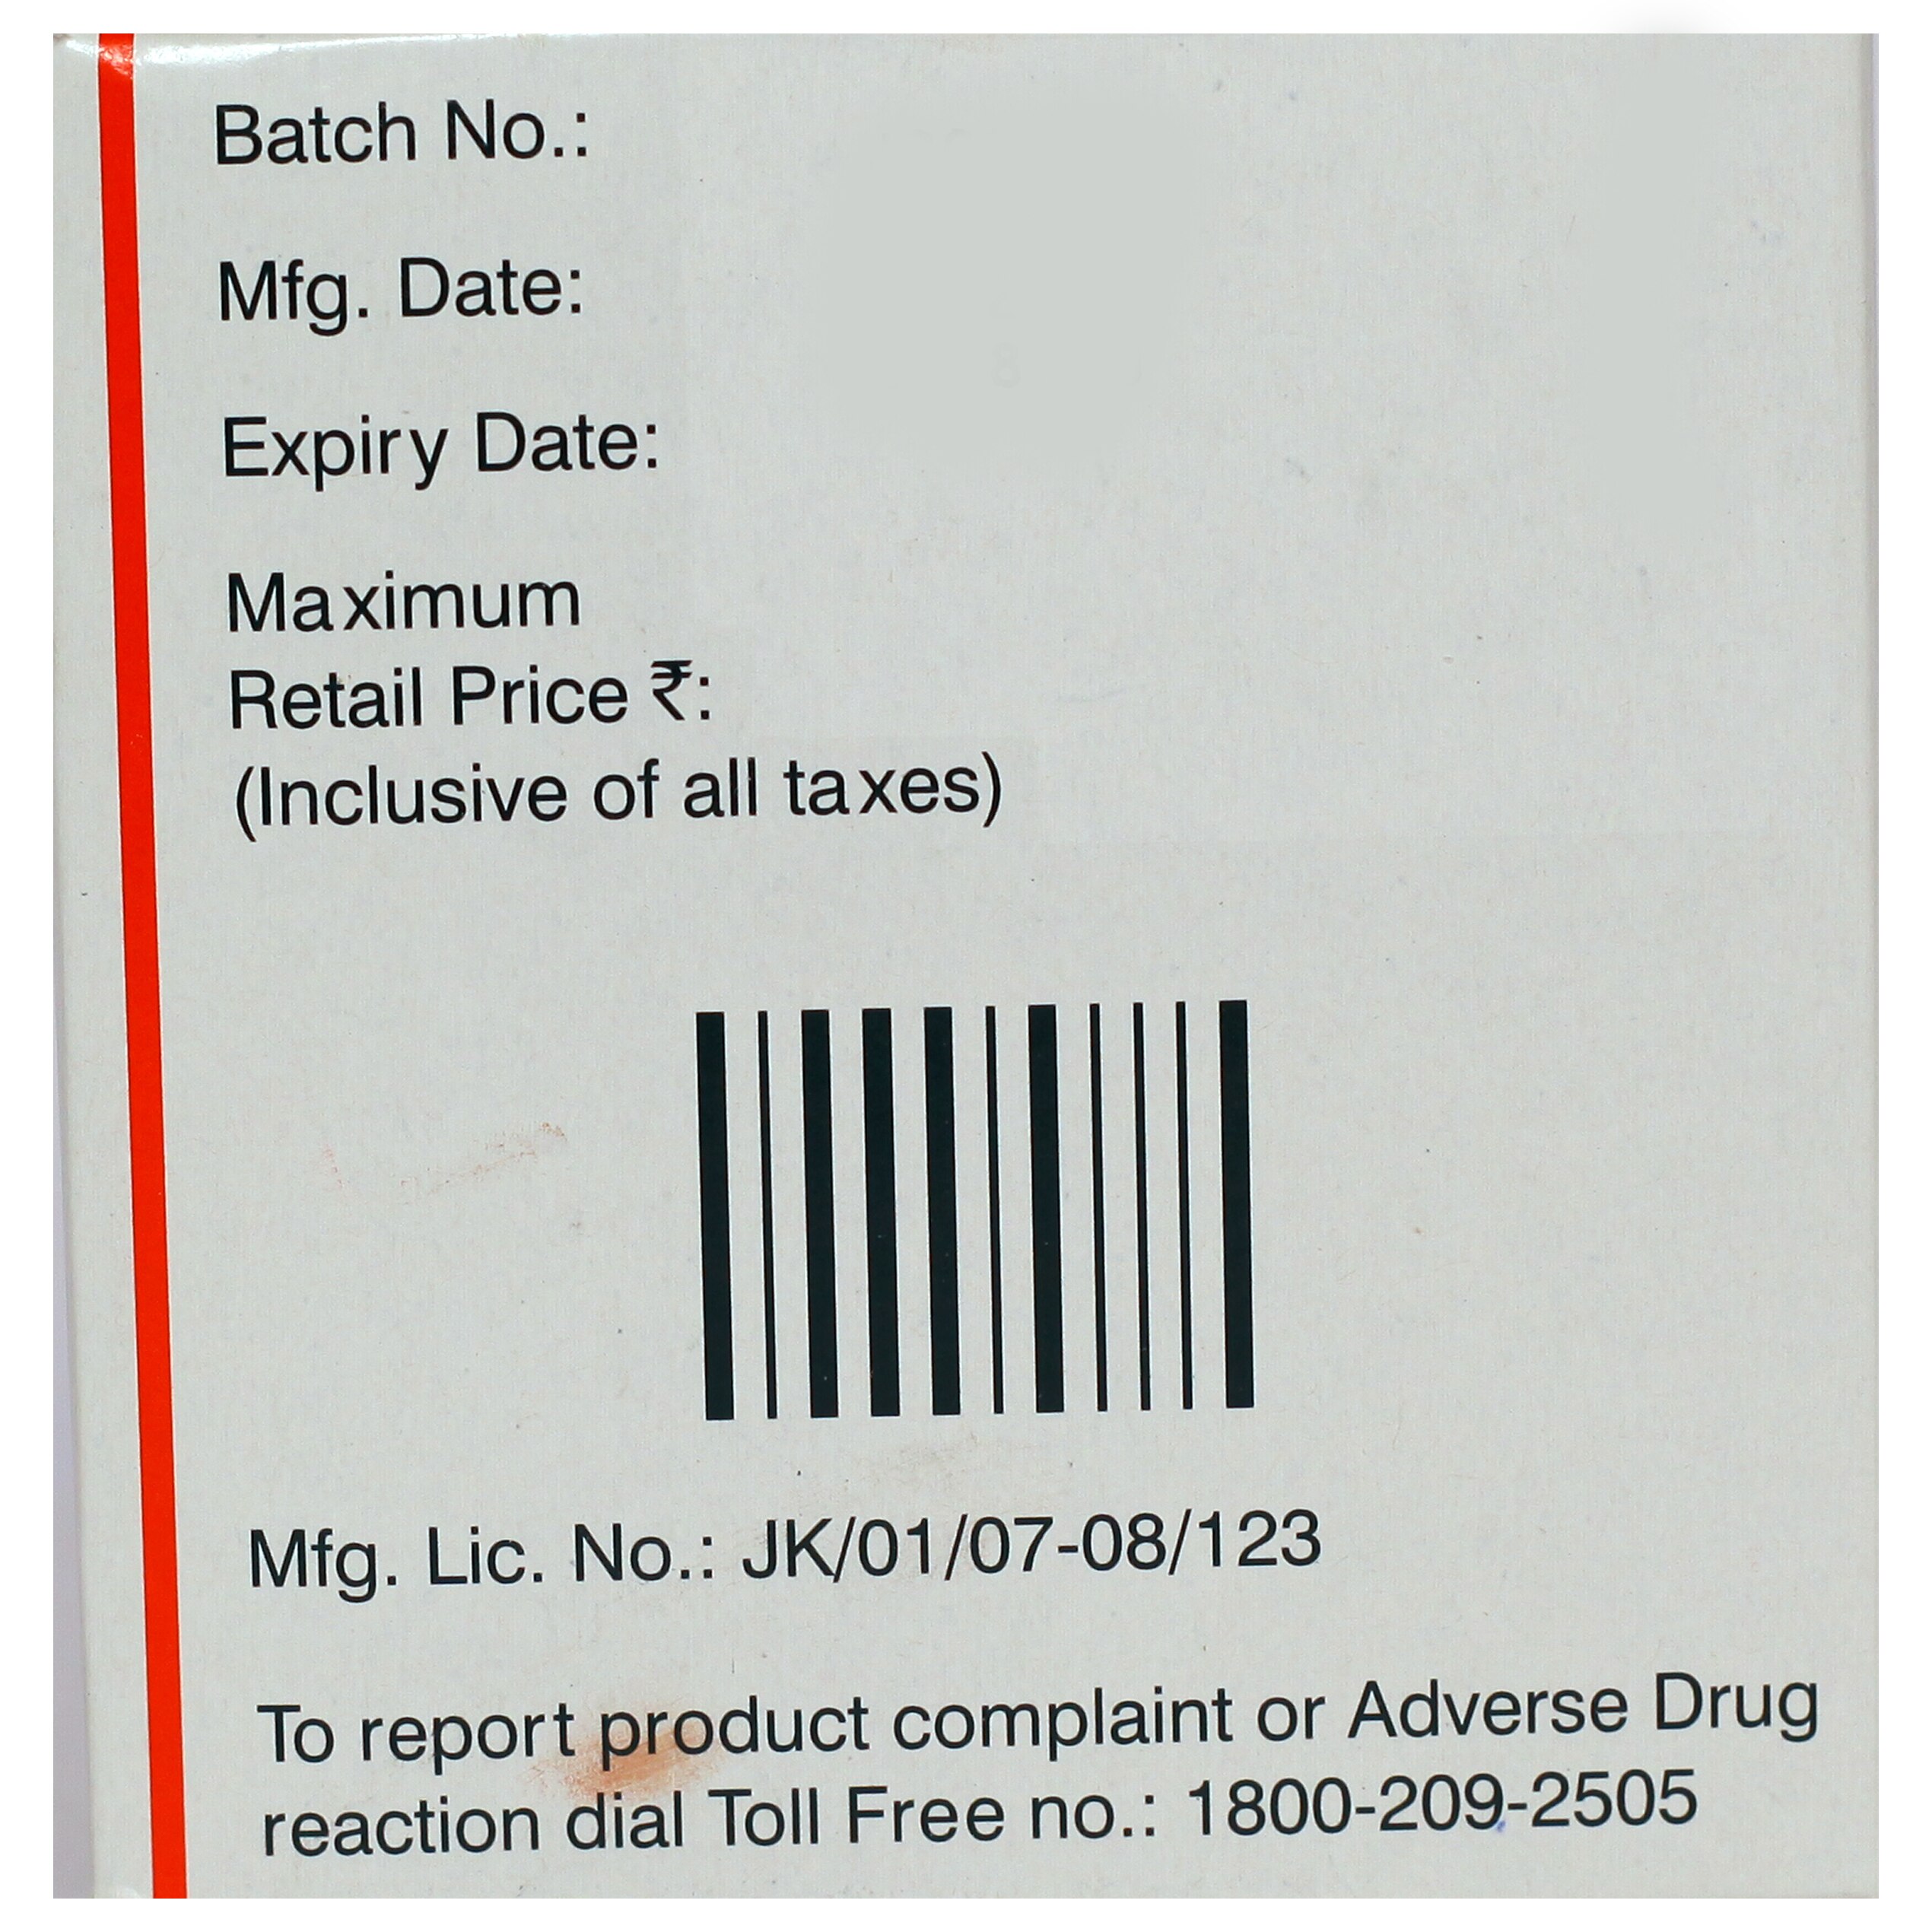 Batch No.:
Mfg. Date:
Expiry Date:
Maximum
Retail Price ₹:
(Inclusive of all taxes)
Mfg. Lic. No.: JK/01/07-08/123
To report product complaint or Adverse Drug
reaction dial Toll Free no.: 1800-209-2505